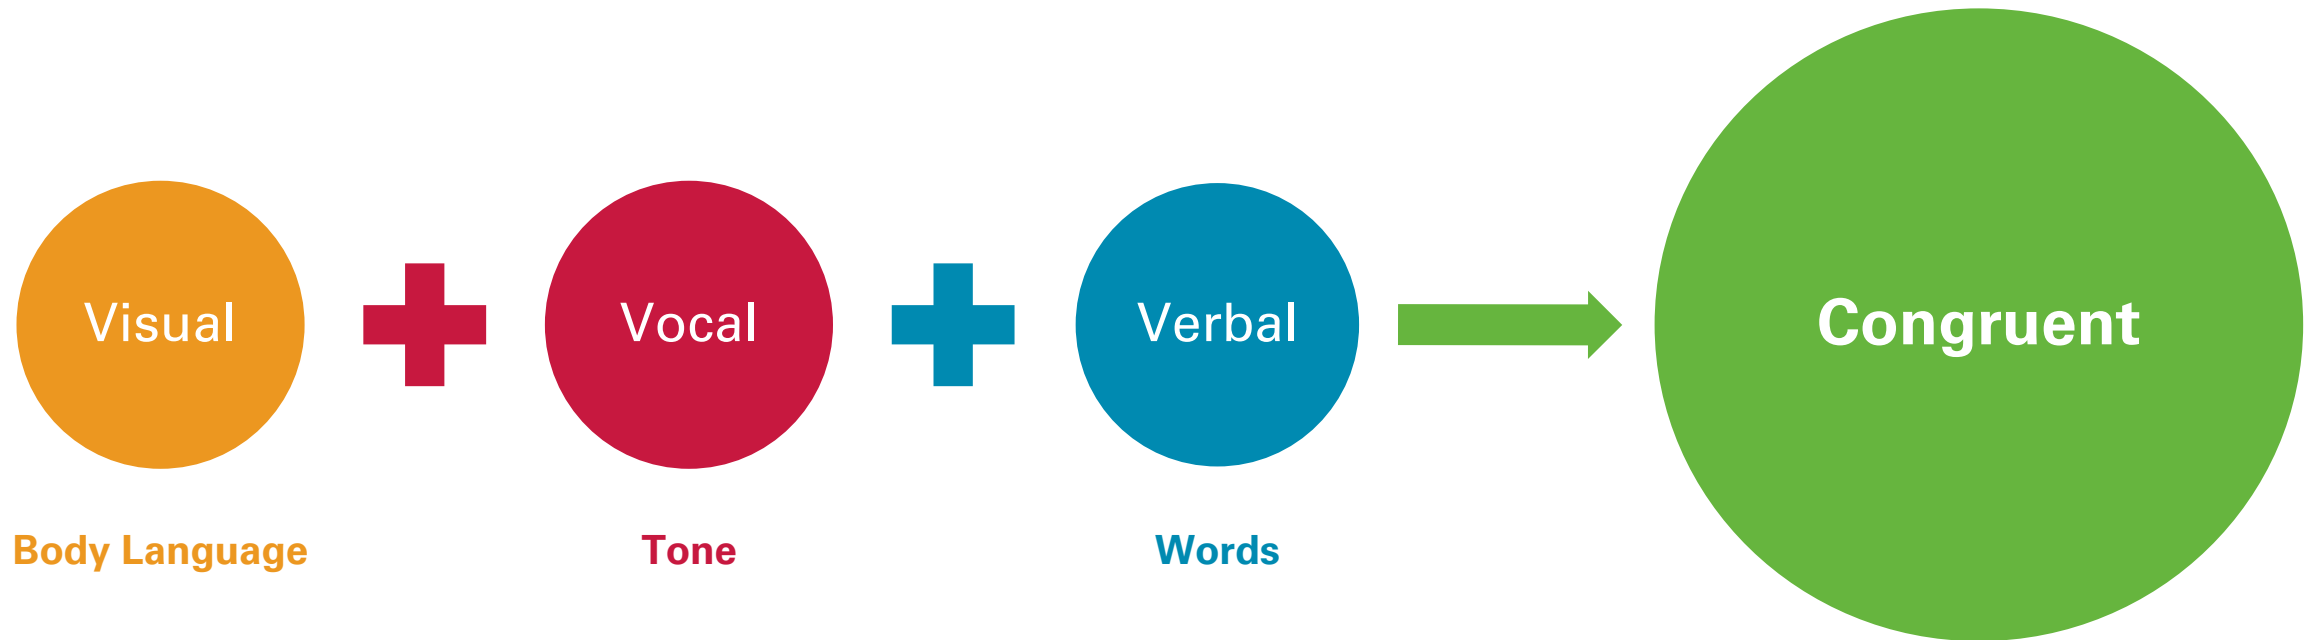 Visual
Vocal
Verbal
Congruent
Body Language
Tone
Words